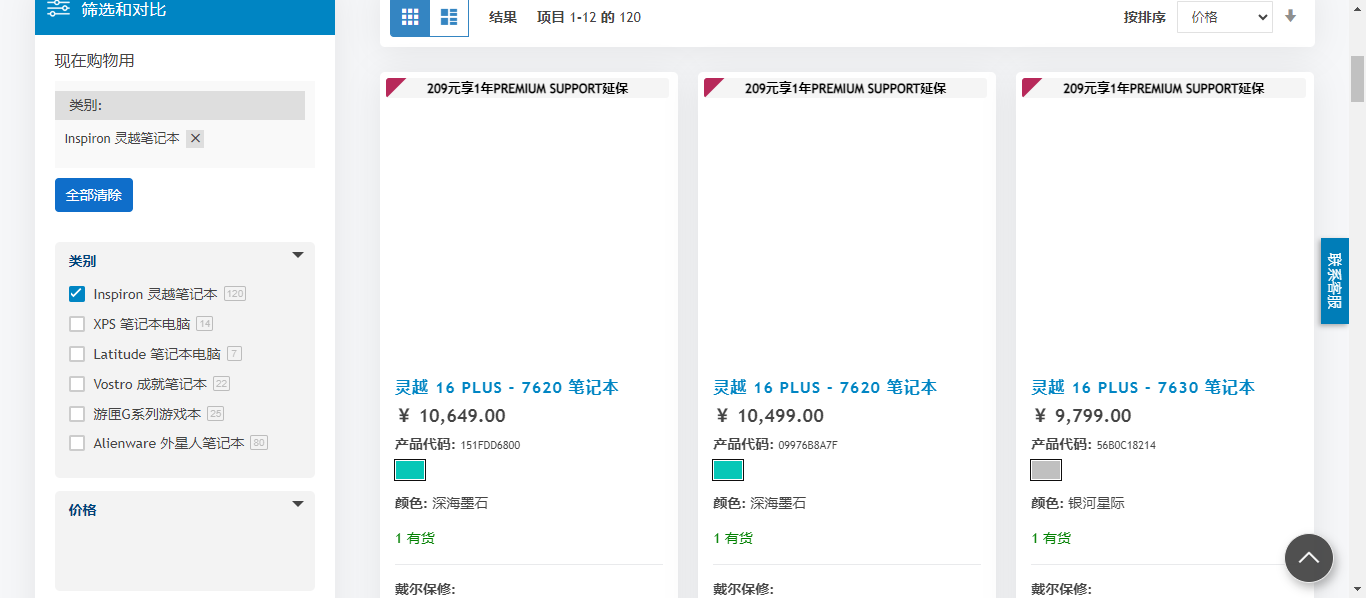 筛选和对比
现在购物用
类别:
Inspiron 灵越笔记本
全部清除
类别
Inspiron 灵越笔记本 120
XPS 笔记本电脑 14
Latitude 笔记本电脑 7
Vostro 成就笔记本 22
游匣G系列游戏本 25
Alienware 外星人笔记本 80
价格
结果 项目 1-12 的 120
按排序 价格
209元享1年PREMIUM SUPPORT延保
灵越 16 PLUS - 7620 笔记本
¥ 10,649.00
产品代码: 151FDD6800
颜色: 深海墨石
1 有货
戴尔保修:
209元享1年PREMIUM SUPPORT延保
灵越 16 PLUS - 7620 笔记本
¥ 10,499.00
产品代码: 09976B8A7F
颜色: 深海墨石
1 有货
戴尔保修:
209元享1年PREMIUM SUPPORT延保
灵越 16 PLUS - 7630 笔记本
¥ 9,799.00
产品代码: 56B0C18214
颜色: 银河星际
1 有货
戴尔保修:
联系客服